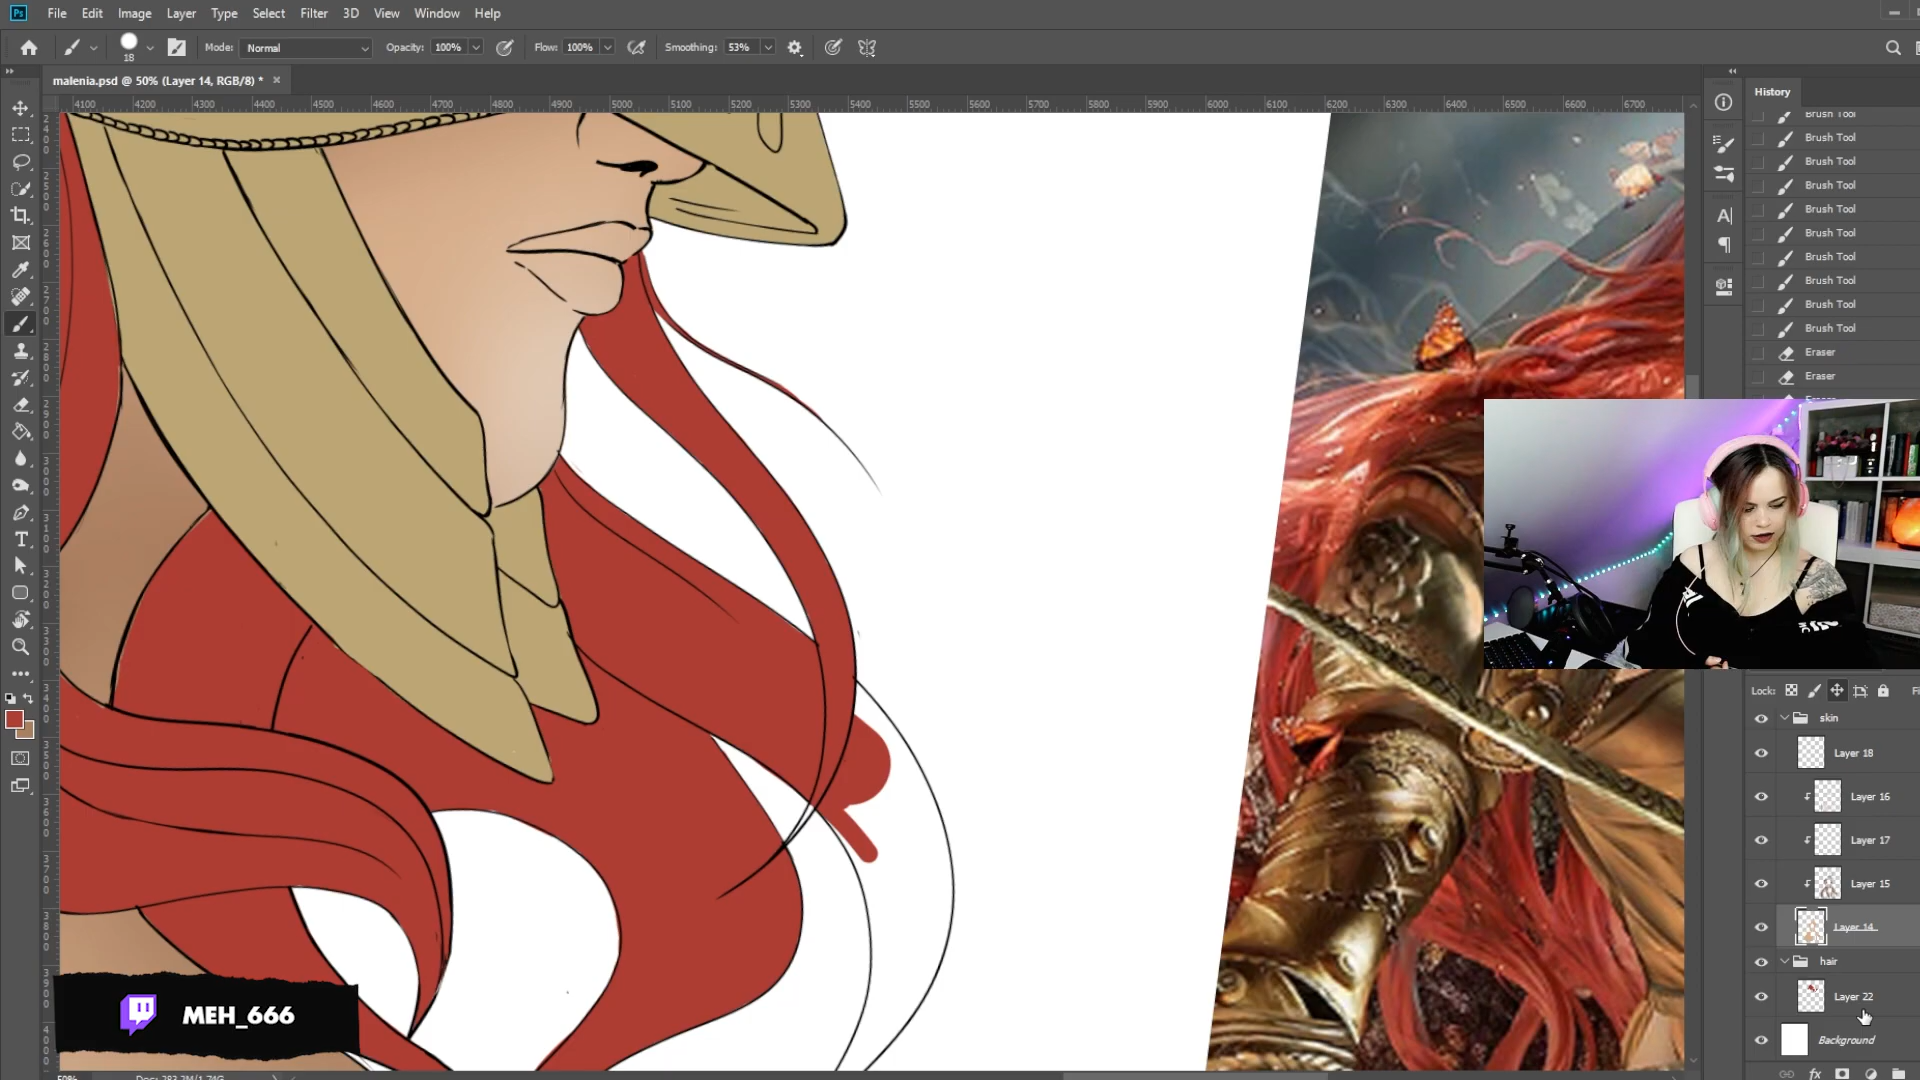 Ps File Edit Image Layer Type Select Filter 3D View Window Help
18 Mode: Normal Opacity: 100% Flow: 100% Smoothing: 53%
malenia.psd @ 50% (Layer 14, RGB/8) * ×
4100 4200 4300 4400 4500 4600 4700 4800 4900 5000 5100 5200 5300 5400 5500 5600 5700 5800 5900 6000 6100 6200 6300 6400 6500 6600 6700
History
Brush Tool
Brush Tool
Brush Tool
Brush Tool
Brush Tool
Brush Tool
Brush Tool
Brush Tool
Brush Tool
Brush Tool
Eraser
Eraser
Lock:
skin
Layer 18
Layer 16
Layer 17
Layer 15
Layer 14
hair
Layer 22
Background
fx
MEH_666